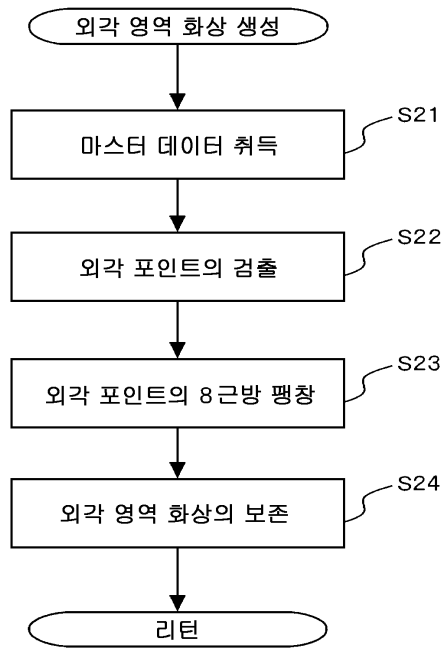 외각 영역 화상 생성
S21
마스터 데이터 취득
S22
외각 포인트의 검출
S23
외각 포인트의 8근방 팽창
S24
외각 영역 화상의 보존
리턴